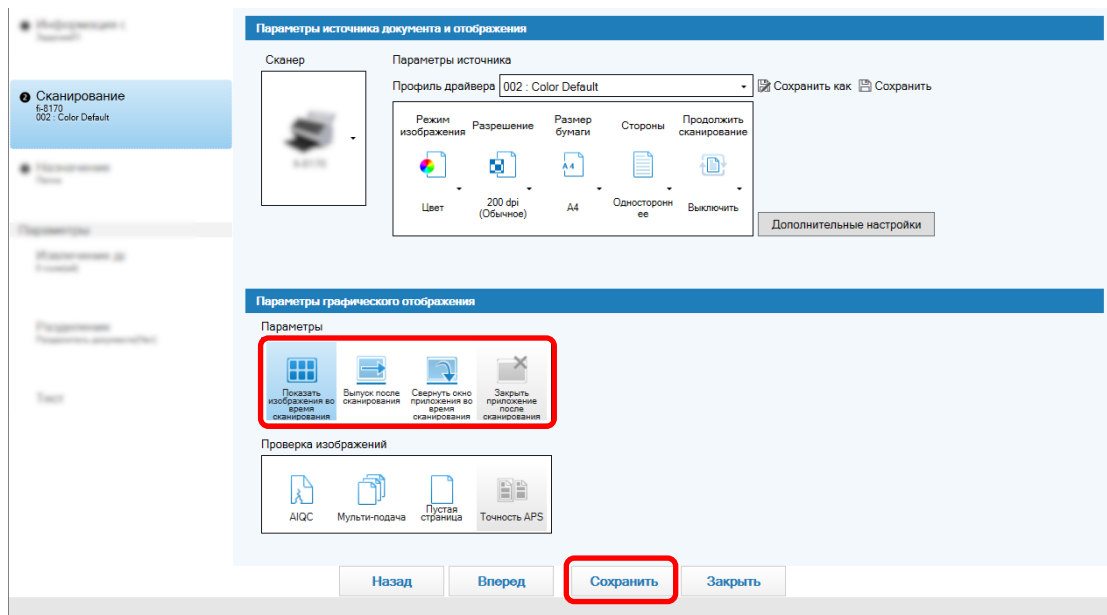 Сканирование
fi-8170
002 : Color Default
Параметры источника документа и отображения
Сканер
Параметры источника
Профиль драйвера 002 : Color Default
Сохранить как
Сохранить
Режим
изображения
Разрешение
Размер
бумаги
Стороны
Продолжить
сканирование
A4
Цвет
200 dpi
(Обычное)
A4
Односторонн
ее
Выключить
Дополнительные настройки
Параметры графического отображения
Параметры
Показать
изображения во
время
сканирования
Выпуск после
сканирования
Свернуть окно
приложения во
время
сканирования
Закрыть
приложение
после
сканирования
Проверка изображений
AIQC
Мульти-подача
Пустая
страница
Точность APS
Назад
Вперед
Сохранить
Закрыть